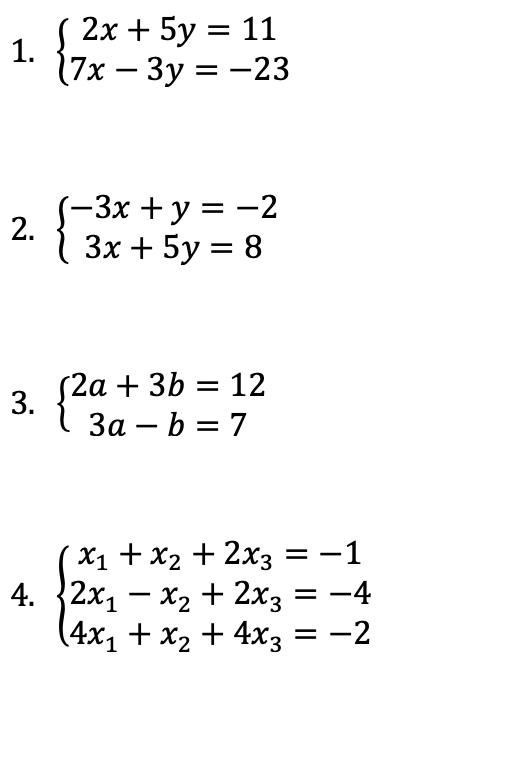 1. { 2x + 5y = 11
7x − 3y = −23
2. { −3x + y = −2
3x + 5y = 8
3. { 2a + 3b = 12
3a − b = 7
4. { x₁ + x₂ + 2x₃ = −1
2x₁ − x₂ + 2x₃ = −4
4x₁ + x₂ + 4x₃ = −2